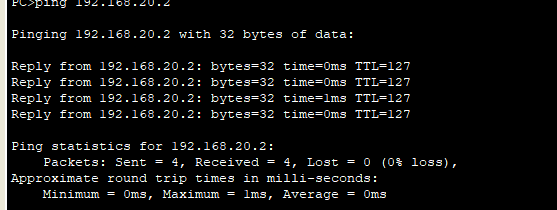 PC>ping 192.168.20.2
Pinging 192.168.20.2 with 32 bytes of data:
Reply from 192.168.20.2: bytes=32 time=0ms TTL=127
Reply from 192.168.20.2: bytes=32 time=0ms TTL=127
Reply from 192.168.20.2: bytes=32 time=1ms TTL=127
Reply from 192.168.20.2: bytes=32 time=0ms TTL=127
Ping statistics for 192.168.20.2:
    Packets: Sent = 4, Received = 4, Lost = 0 (0% loss),
Approximate round trip times in milli-seconds:
    Minimum = 0ms, Maximum = 1ms, Average = 0ms